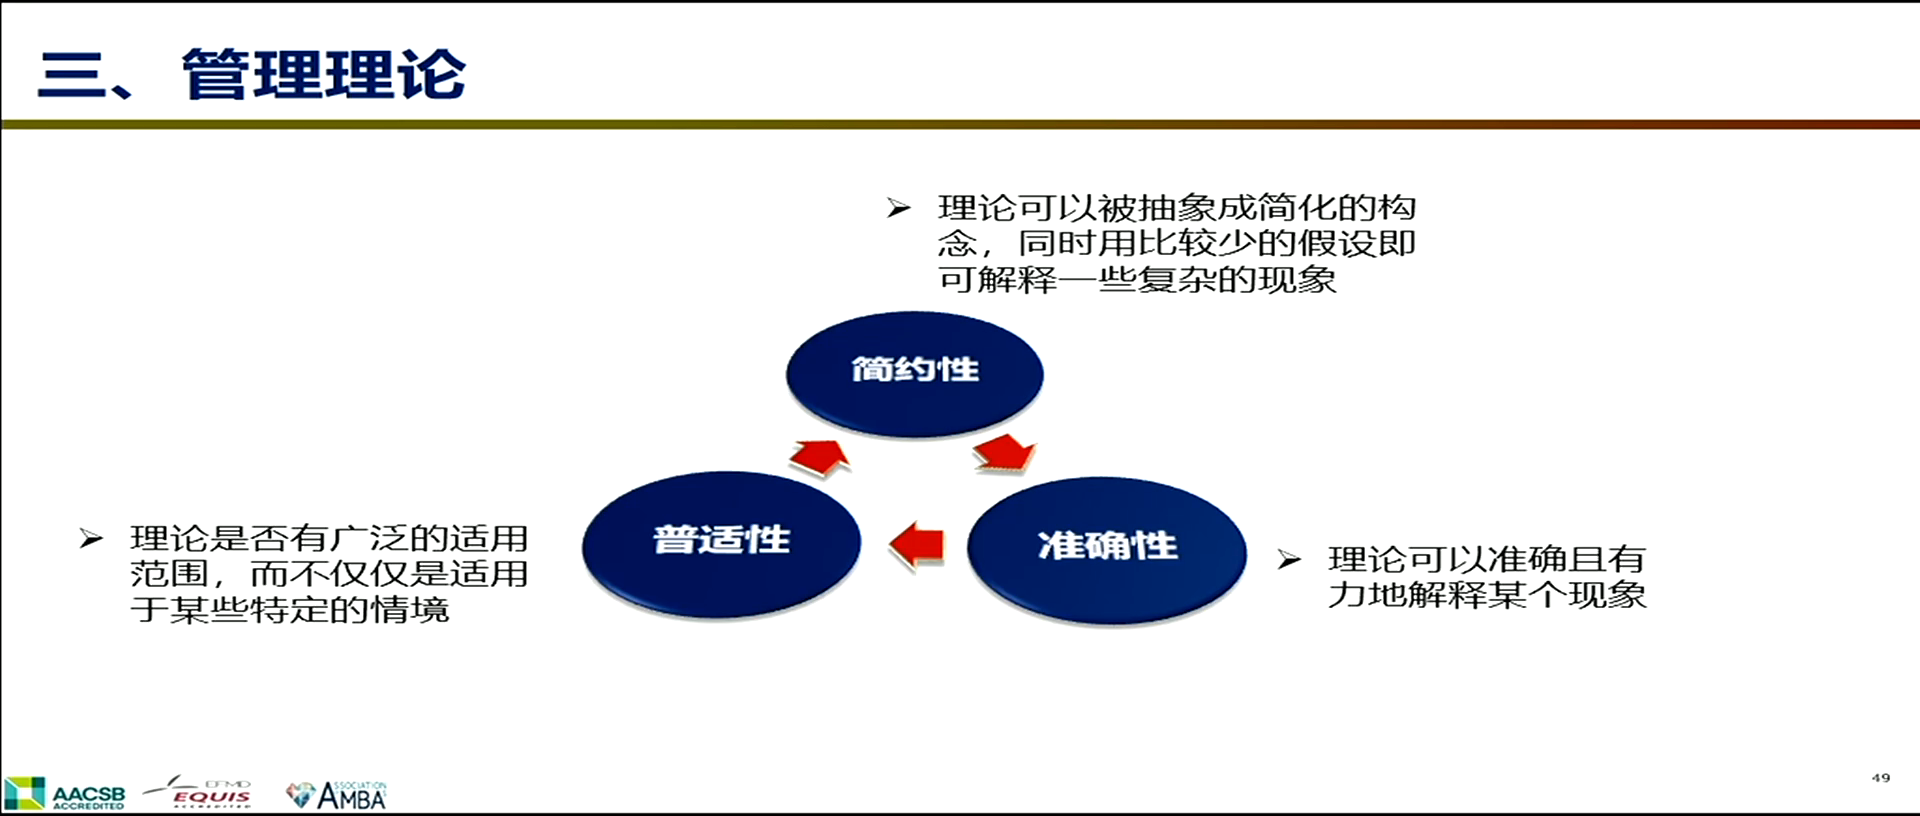 三、管理理论
理论可以被抽象成简化的构
念，同时用比较少的假设即
可解释一些复杂的现象
简约性
普适性
准确性
理论是否有广泛的适用
范围，而不仅仅是适用
于某些特定的情境
理论可以准确且有
力地解释某个现象
AACSB
ACCREDITED
EFMD
EQUIS
ACCREDITED
ASSOCIATION
AMBA
49